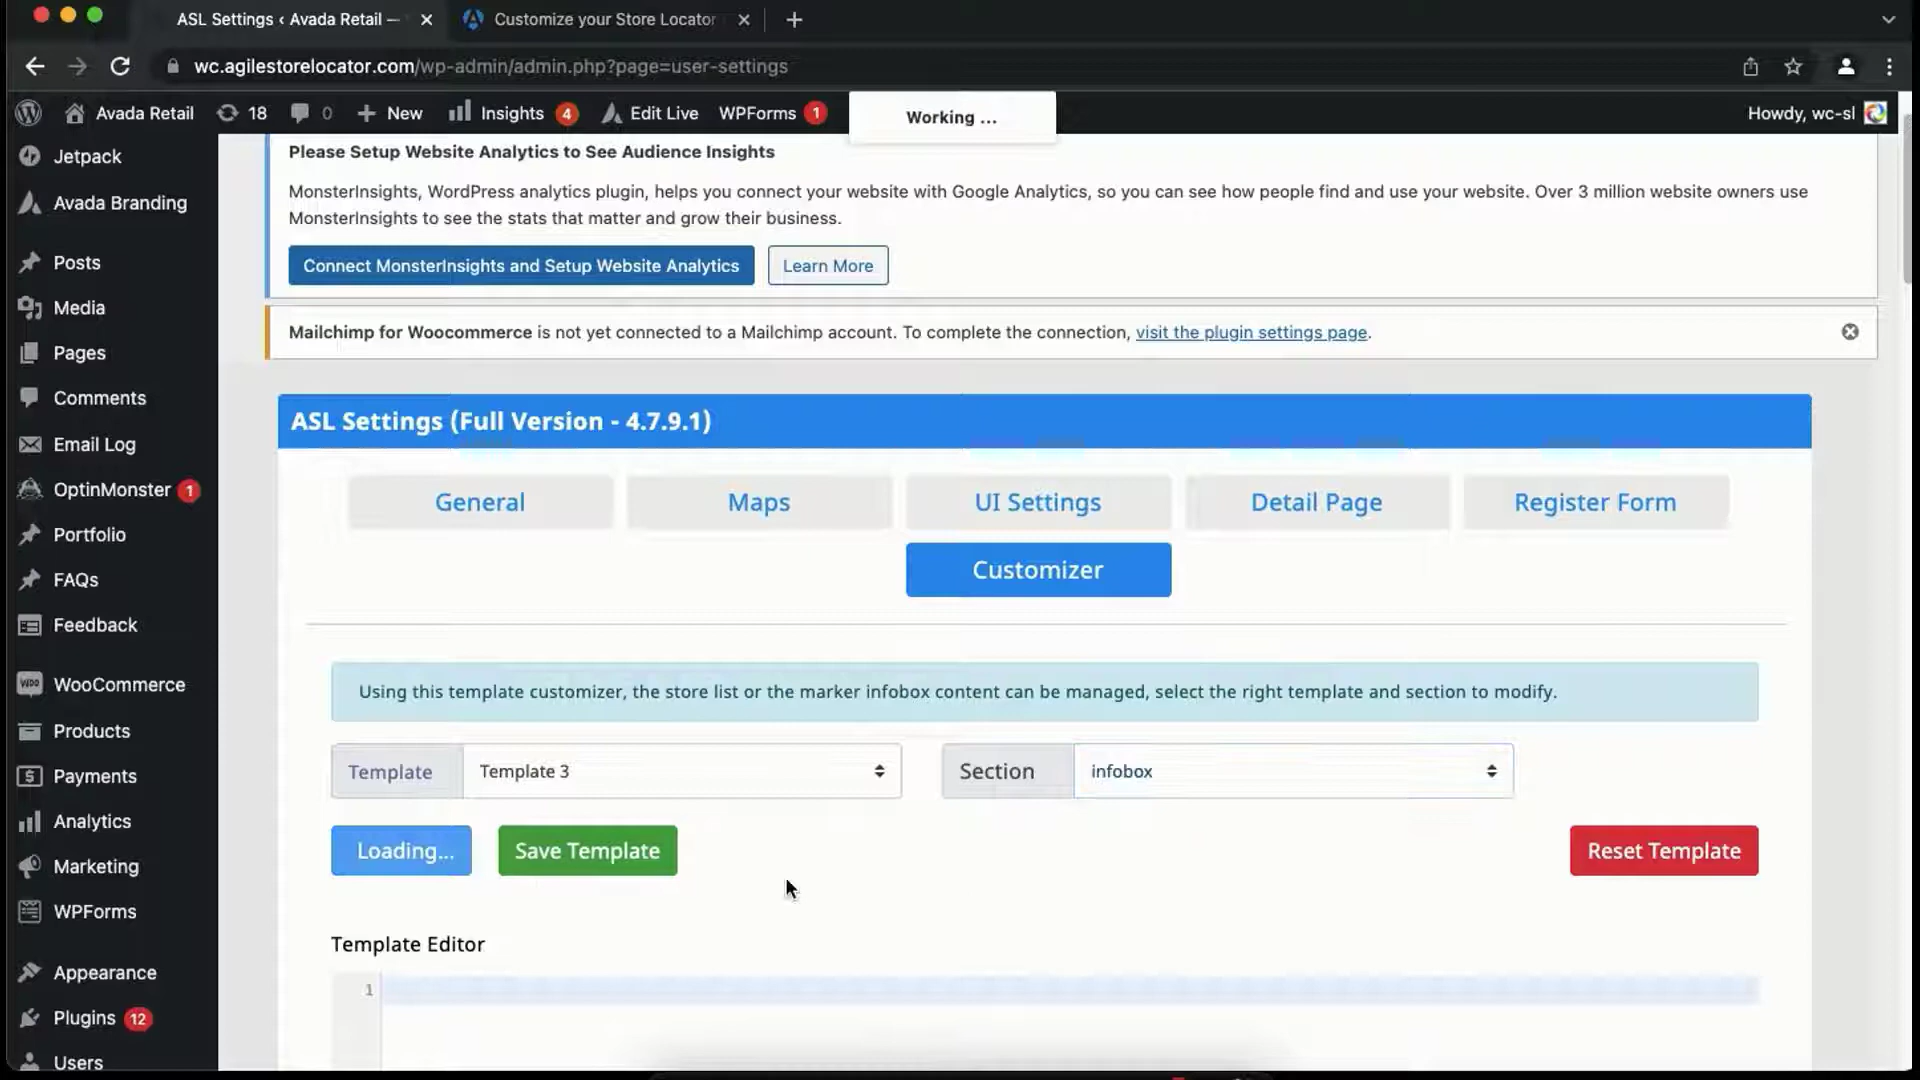 ASL Settings ‹ Avada Retail —
Customize your Store Locator
wc.agilestorelocator.com/wp-admin/admin.php?page=user-settings
Avada Retail
18
0
New
Insights 4
Edit Live
WPForms 1
Working ...
Howdy, wc-sl
Jetpack
Avada Branding
Posts
Media
Pages
Comments
Email Log
OptinMonster 1
Portfolio
FAQs
Feedback
WooCommerce
Products
Payments
Analytics
Marketing
WPForms
Appearance
Plugins 12
Users
Please Setup Website Analytics to See Audience Insights
MonsterInsights, WordPress analytics plugin, helps you connect your website with Google Analytics, so you can see how people find and use your website. Over 3 million website owners use
MonsterInsights to see the stats that matter and grow their business.
Connect MonsterInsights and Setup Website Analytics
Learn More
Mailchimp for Woocommerce is not yet connected to a Mailchimp account. To complete the connection, visit the plugin settings page.
ASL Settings (Full Version - 4.7.9.1)
General
Maps
UI Settings
Detail Page
Register Form
Customizer
Using this template customizer, the store list or the marker infobox content can be managed, select the right template and section to modify.
Template
Template 3
Section
infobox
Loading...
Save Template
Reset Template
Template Editor
1